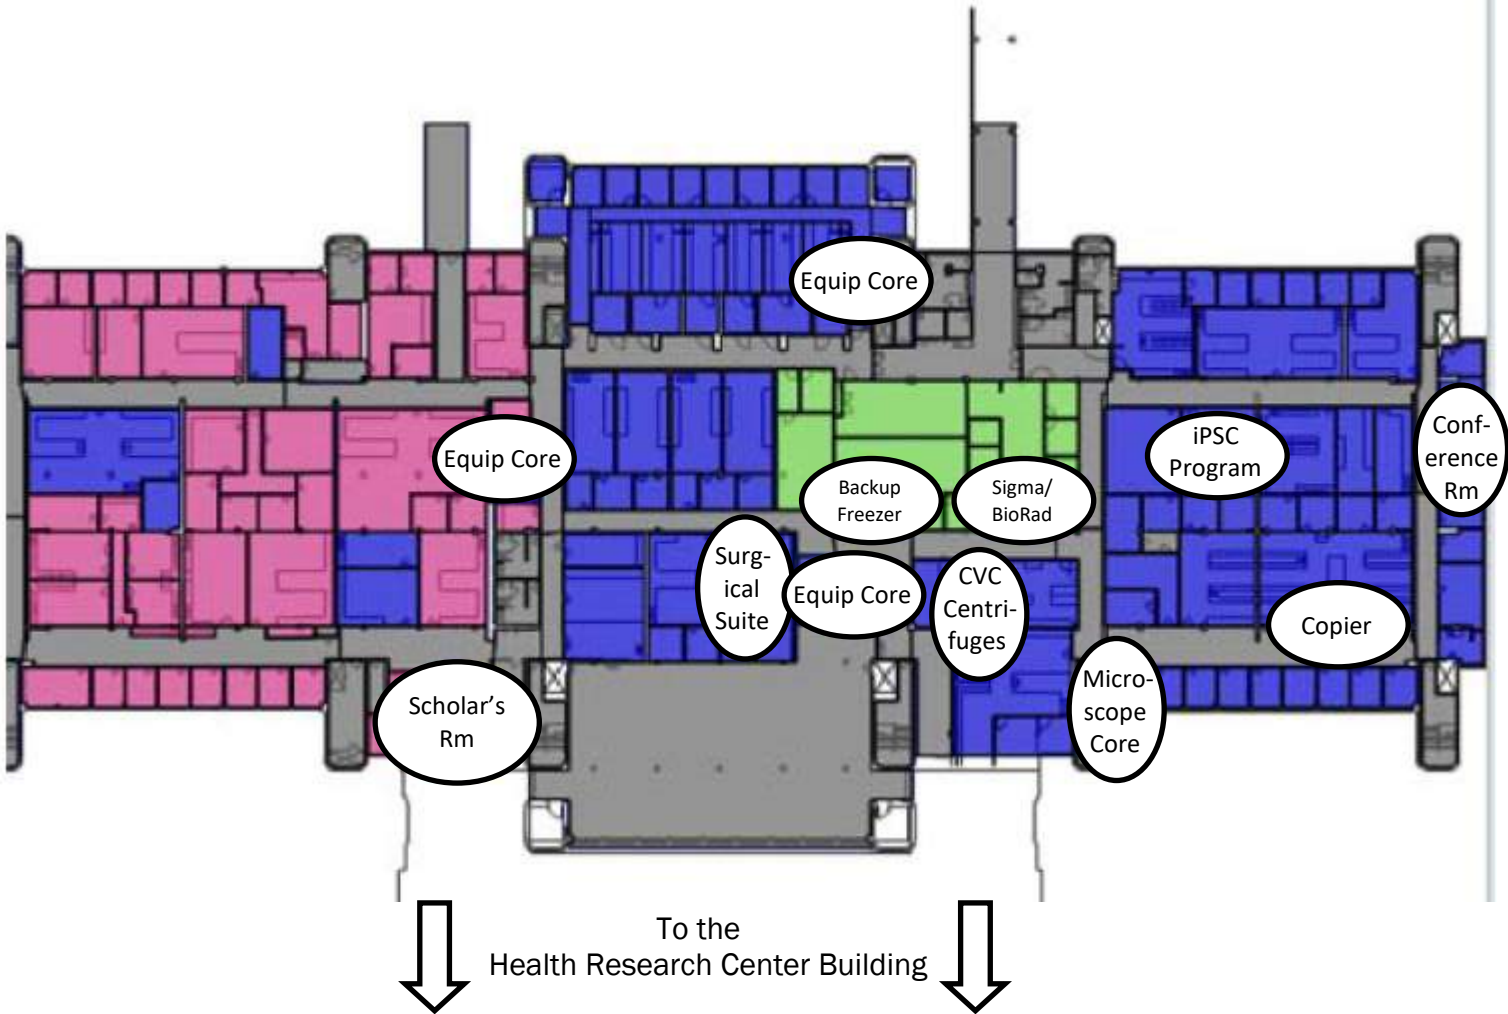 Equip Core
Equip Core
iPSC
Program
Conf-
erence
Rm
Backup
Freezer
Sigma/
BioRad
Surg-
ical
Suite
Equip Core
CVC
Centri-
fuges
Copier
Scholar’s
Rm
Micro-
scope
Core
To the
Health Research Center Building